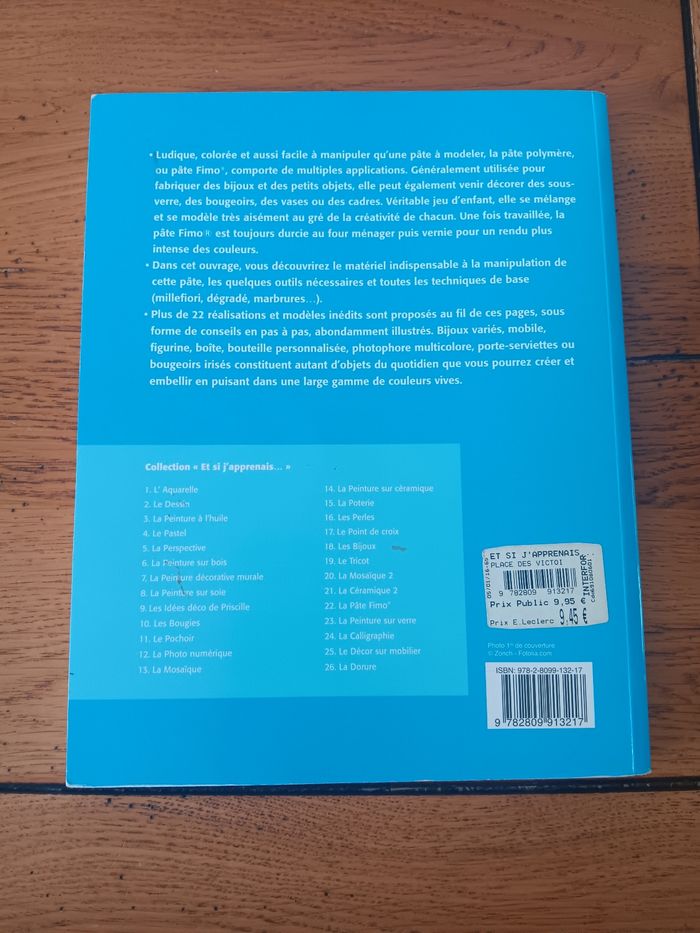 • Ludique, colorée et aussi facile à manipuler qu'une pâte à modeler, la pâte polymère,
ou pâte Fimo®, comporte de multiples applications. Généralement utilisée pour
fabriquer des bijoux et des petits objets, elle peut également venir décorer des sous-
verre, des bougeoirs, des vases ou des cadres. Véritable jeu d'enfant, elle se mélange
et se modèle très aisément au gré de la créativité de chacun. Une fois travaillée, la
pâte Fimo® est toujours durcie au four ménager puis vernie pour un rendu plus
intense des couleurs.
• Dans cet ouvrage, vous découvrirez le matériel indispensable à la manipulation de
cette pâte, les quelques outils nécessaires et toutes les techniques de base
(millefiori, dégradé, marbrures...).
• Plus de 22 réalisations et modèles inédits sont proposés au fil de ces pages, sous
forme de conseils en pas à pas, abondamment illustrés. Bijoux variés, mobile,
figurine, boîte, bouteille personnalisée, photophore multicolore, porte-serviettes ou
bougeoirs irisés constituent autant d'objets du quotidien que vous pourrez créer et
embellir en puisant dans une large gamme de couleurs vives.
Collection « Et si j'apprenais... »
1. L' Aquarelle
2. Le Dessin
3. La Peinture à l'huile
4. Le Pastel
5. La Perspective
6. La Peinture sur bois
7. La Peinture décorative murale
8. La Peinture sur soie
9. Les Idées déco de Priscille
10. Les Bougies
11. Le Pochoir
12. La Photo numérique
13. La Mosaïque
14. La Peinture sur céramique
15. La Poterie
16. Les Perles
17. Le Point de croix
18. Les Bijoux
19. Le Tricot
20. La Mosaïque 2
21. La Céramique 2
22. La Pâte Fimo®
23. La Peinture sur verre
24. La Calligraphie
25. Le Décor sur mobilier
26. La Dorure
ET SI J'APPRENAIS..
PLACE DES VICTOI
9 782809 913217
Prix Public 9,95 €
Prix E.Leclerc 9,45 €
INTERFOR
Photo 1re de couverture
© Zonch - Fotolia.com
ISBN: 978-2-8099-132-17
9 782809 913217